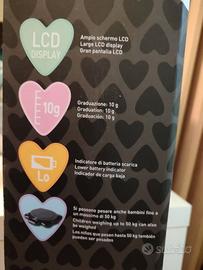 LCD
DISPLAY
Ampio schermo LCD
Large LCD display
Gran pantalla LCD
10g
Graduazione: 10 g
Graduation: 10 g
Graduación: 10 g
Lo
Indicatore di batteria scarica
Lower battery indicator
Indicador de carga baja
Si possono pesare anche bambini fino a
un massimo di 50 kg
Children weighing up to 50 kg can also
be weighed
Los niños que pesan hasta 50 kg también
pueden ser pesados
Subito